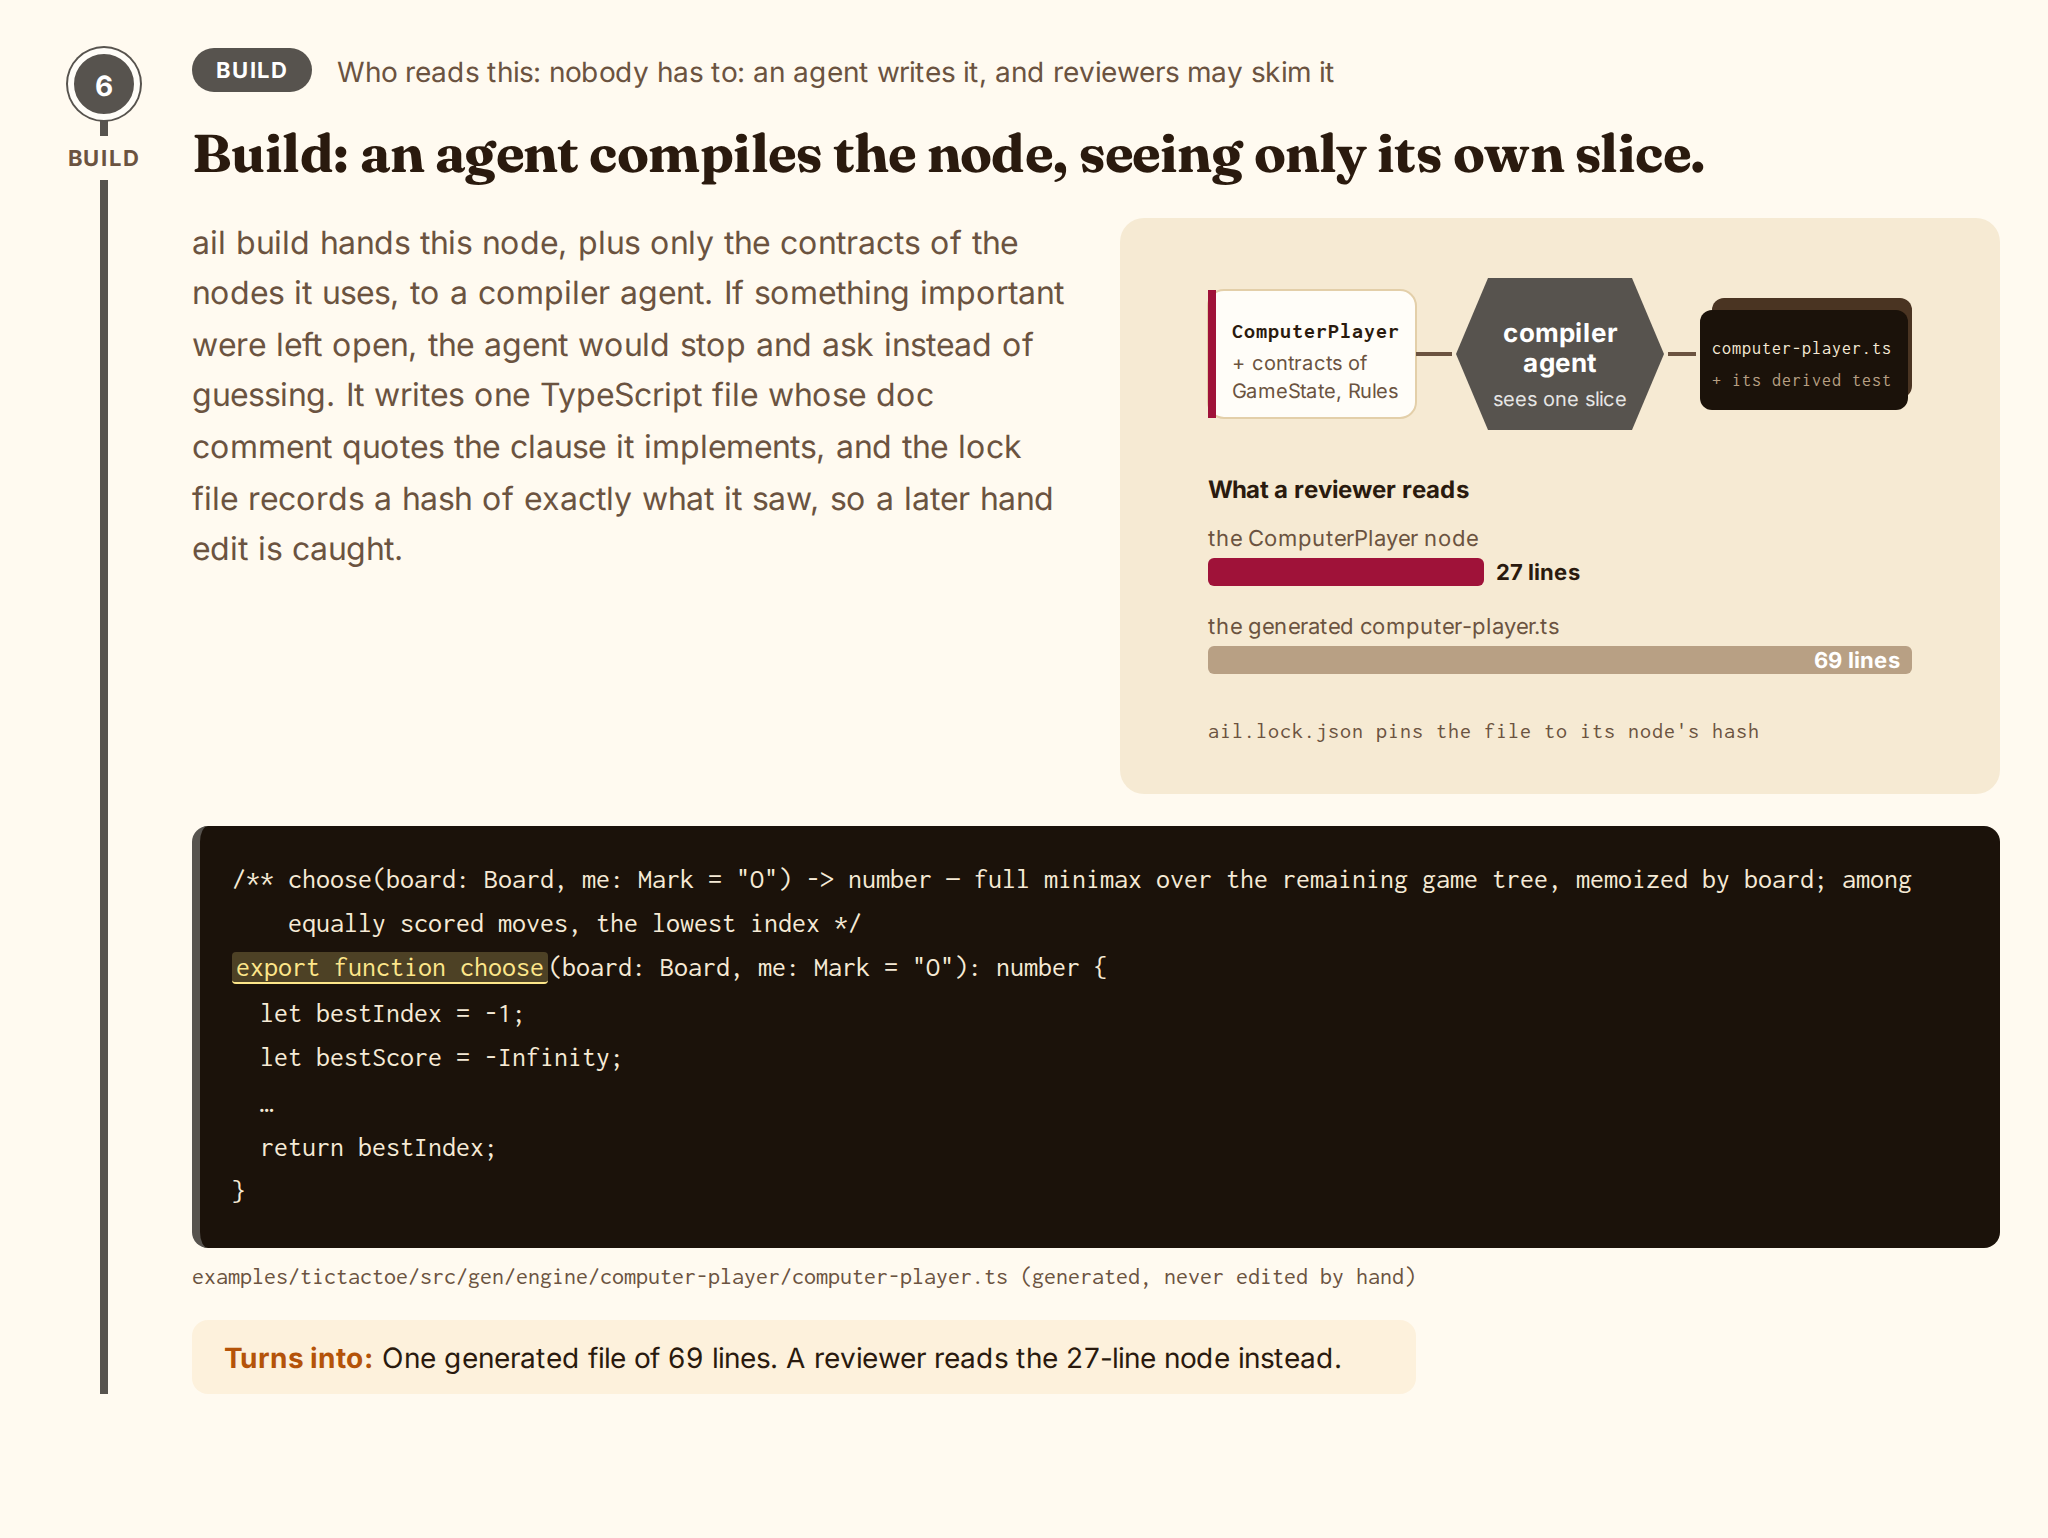 6
BUILD
BUILD
Who reads this: nobody has to: an agent writes it, and reviewers may skim it
Build: an agent compiles the node, seeing only its own slice.
ail build hands this node, plus only the contracts of the
nodes it uses, to a compiler agent. If something important
were left open, the agent would stop and ask instead of
guessing. It writes one TypeScript file whose doc
comment quotes the clause it implements, and the lock
file records a hash of exactly what it saw, so a later hand
edit is caught.
ComputerPlayer
+ contracts of
GameState, Rules
compiler
agent
sees one slice
computer-player.ts
+ its derived test
What a reviewer reads
the ComputerPlayer node
27 lines
the generated computer-player.ts
69 lines
ail.lock.json pins the file to its node's hash
/** choose(board: Board, me: Mark = "O") -> number — full minimax over the remaining game tree, memoized by board; among
equally scored moves, the lowest index */
export function choose(board: Board, me: Mark = "O"): number {
let bestIndex = -1;
let bestScore = -Infinity;
…
return bestIndex;
}
examples/tictactoe/src/gen/engine/computer-player/computer-player.ts (generated, never edited by hand)
Turns into: One generated file of 69 lines. A reviewer reads the 27-line node instead.